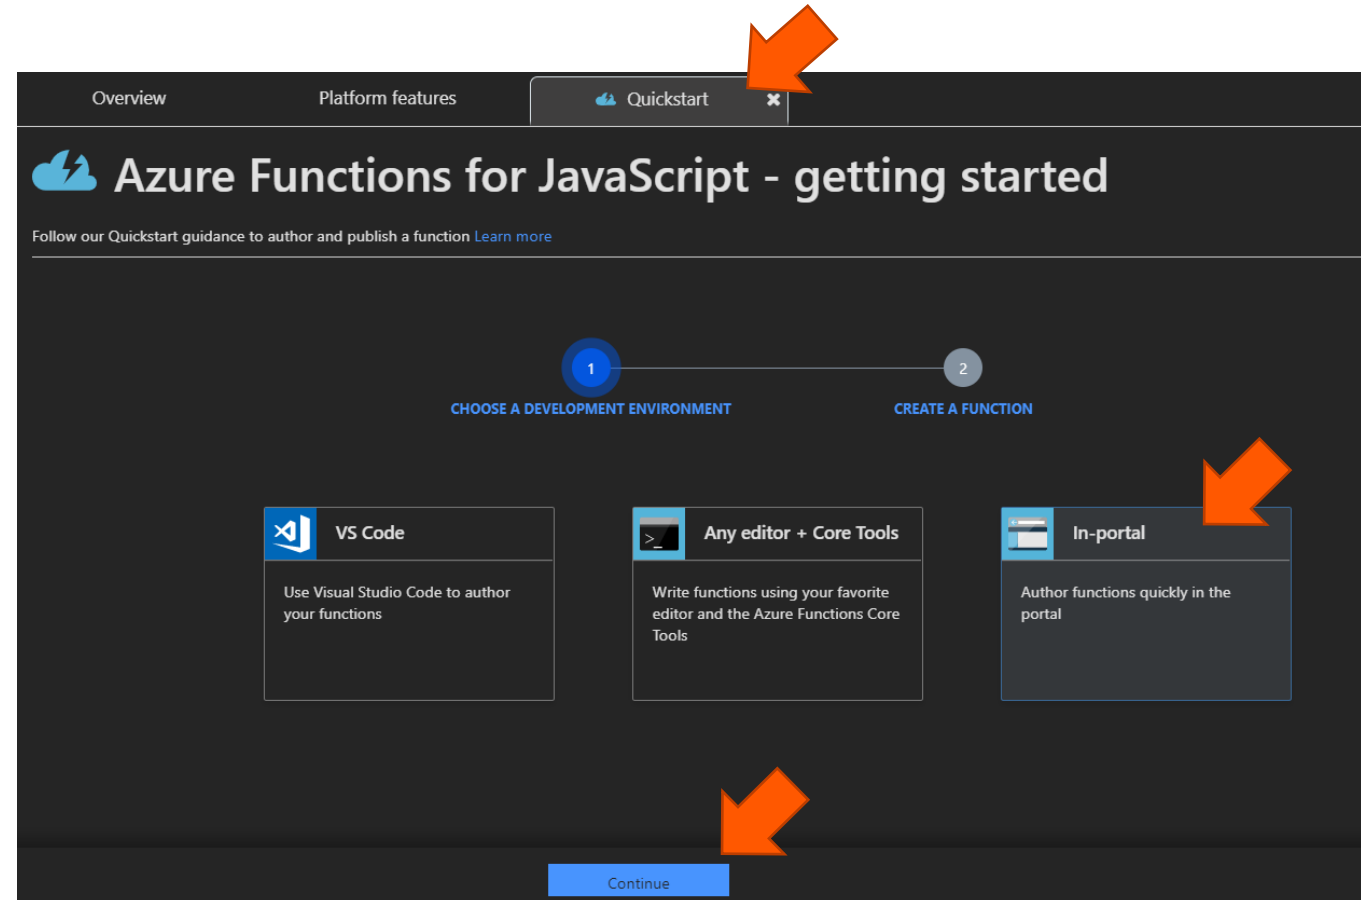 Overview
Platform features
Quickstart
Azure Functions for JavaScript - getting started
Follow our Quickstart guidance to author and publish a function Learn more
1
2
CHOOSE A DEVELOPMENT ENVIRONMENT
CREATE A FUNCTION
VS Code
Use Visual Studio Code to author
your functions
Any editor + Core Tools
Write functions using your favorite
editor and the Azure Functions Core
Tools
In-portal
Author functions quickly in the
portal
Continue